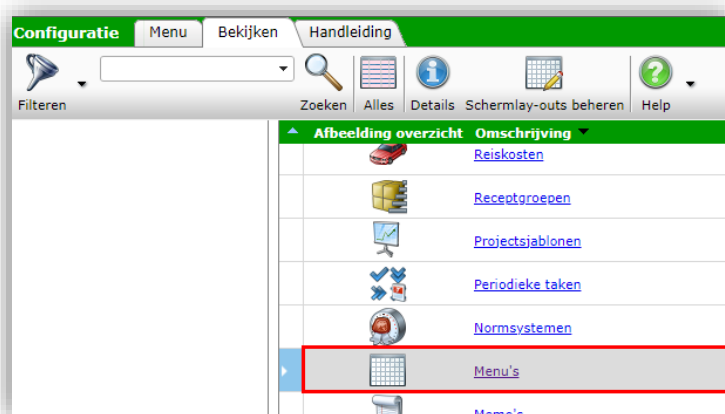 Configuratie Menu Bekijken Handleiding
Filteren Zoeken Alles Details Schermlay-outs beheren Help
Afbeelding overzicht Omschrijving
Reiskosten
Receptgroepen
Projectsjablonen
Periodieke taken
Normsystemen
Menu's
Memo's